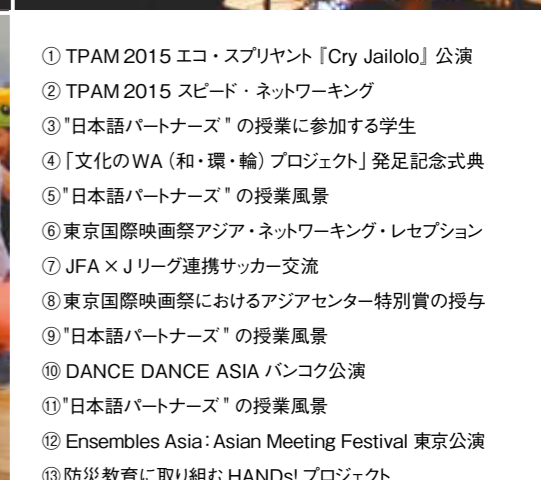 ① TPAM 2015 エコ・スプリヤント『Cry Jailolo』公演
② TPAM 2015 スピード・ネットワーキング
③"日本語パートナーズ"の授業に参加する学生
④「文化のWA（和・環・輪）プロジェクト」発足記念式典
⑤"日本語パートナーズ"の授業風景
⑥東京国際映画祭アジア・ネットワーキング・レセプション
⑦ JFA×Jリーグ連携サッカー交流
⑧東京国際映画祭におけるアジアセンター特別賞の授与
⑨"日本語パートナーズ"の授業風景
⑩ DANCE DANCE ASIA バンコク公演
⑪"日本語パートナーズ"の授業風景
⑫ Ensembles Asia：Asian Meeting Festival 東京公演
⑬防災教育に取り組むHANDs! プロジェクト